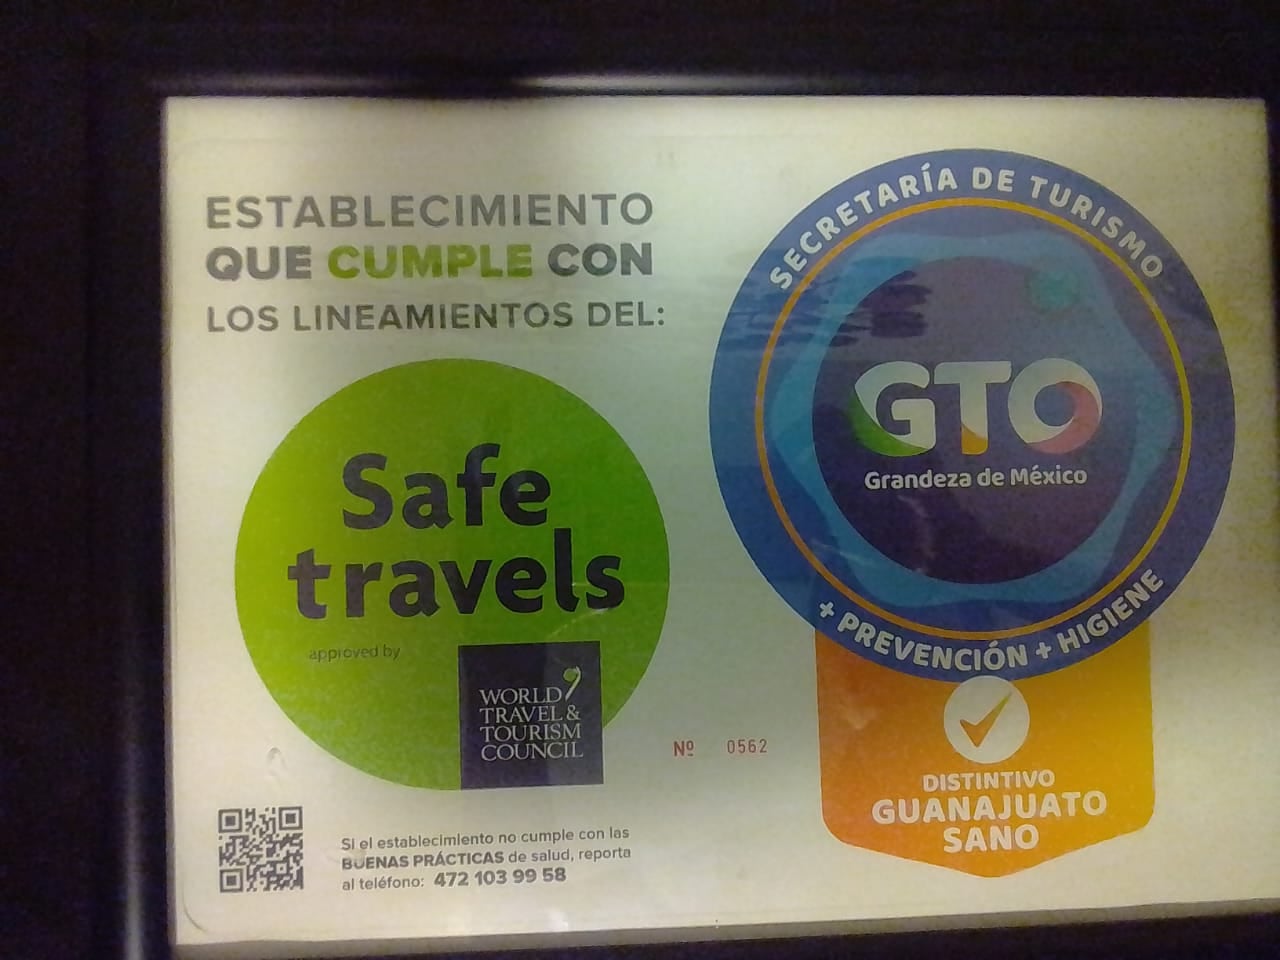 ESTABLECIMIENTO
QUE CUMPLE CON
LOS LINEAMIENTOS DEL:
Safe
travels
approved by
WORLD
TRAVEL &
TOURISM
COUNCIL
Nº 0562
Si el establecimiento no cumple con las
BUENAS PRÁCTICAS de salud, reporta
al teléfono: 472 103 99 58
SECRETARÍA DE TURISMO
GTO
Grandeza de México
+ PREVENCIÓN + HIGIENE
DISTINTIVO
GUANAJUATO
SANO